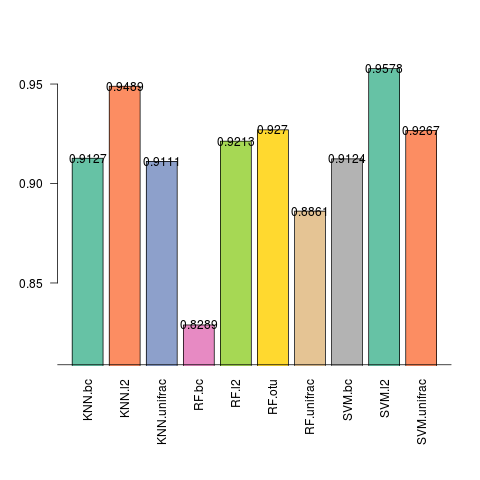 0.95
0.90
0.85
0.9127
0.9489
0.9111
0.8289
0.9213
0.927
0.8861
0.9124
0.9578
0.9267
KNN.bc
KNN.l2
KNN.unifrac
RF.bc
RF.l2
RF.otu
RF.unifrac
SVM.bc
SVM.l2
SVM.unifrac